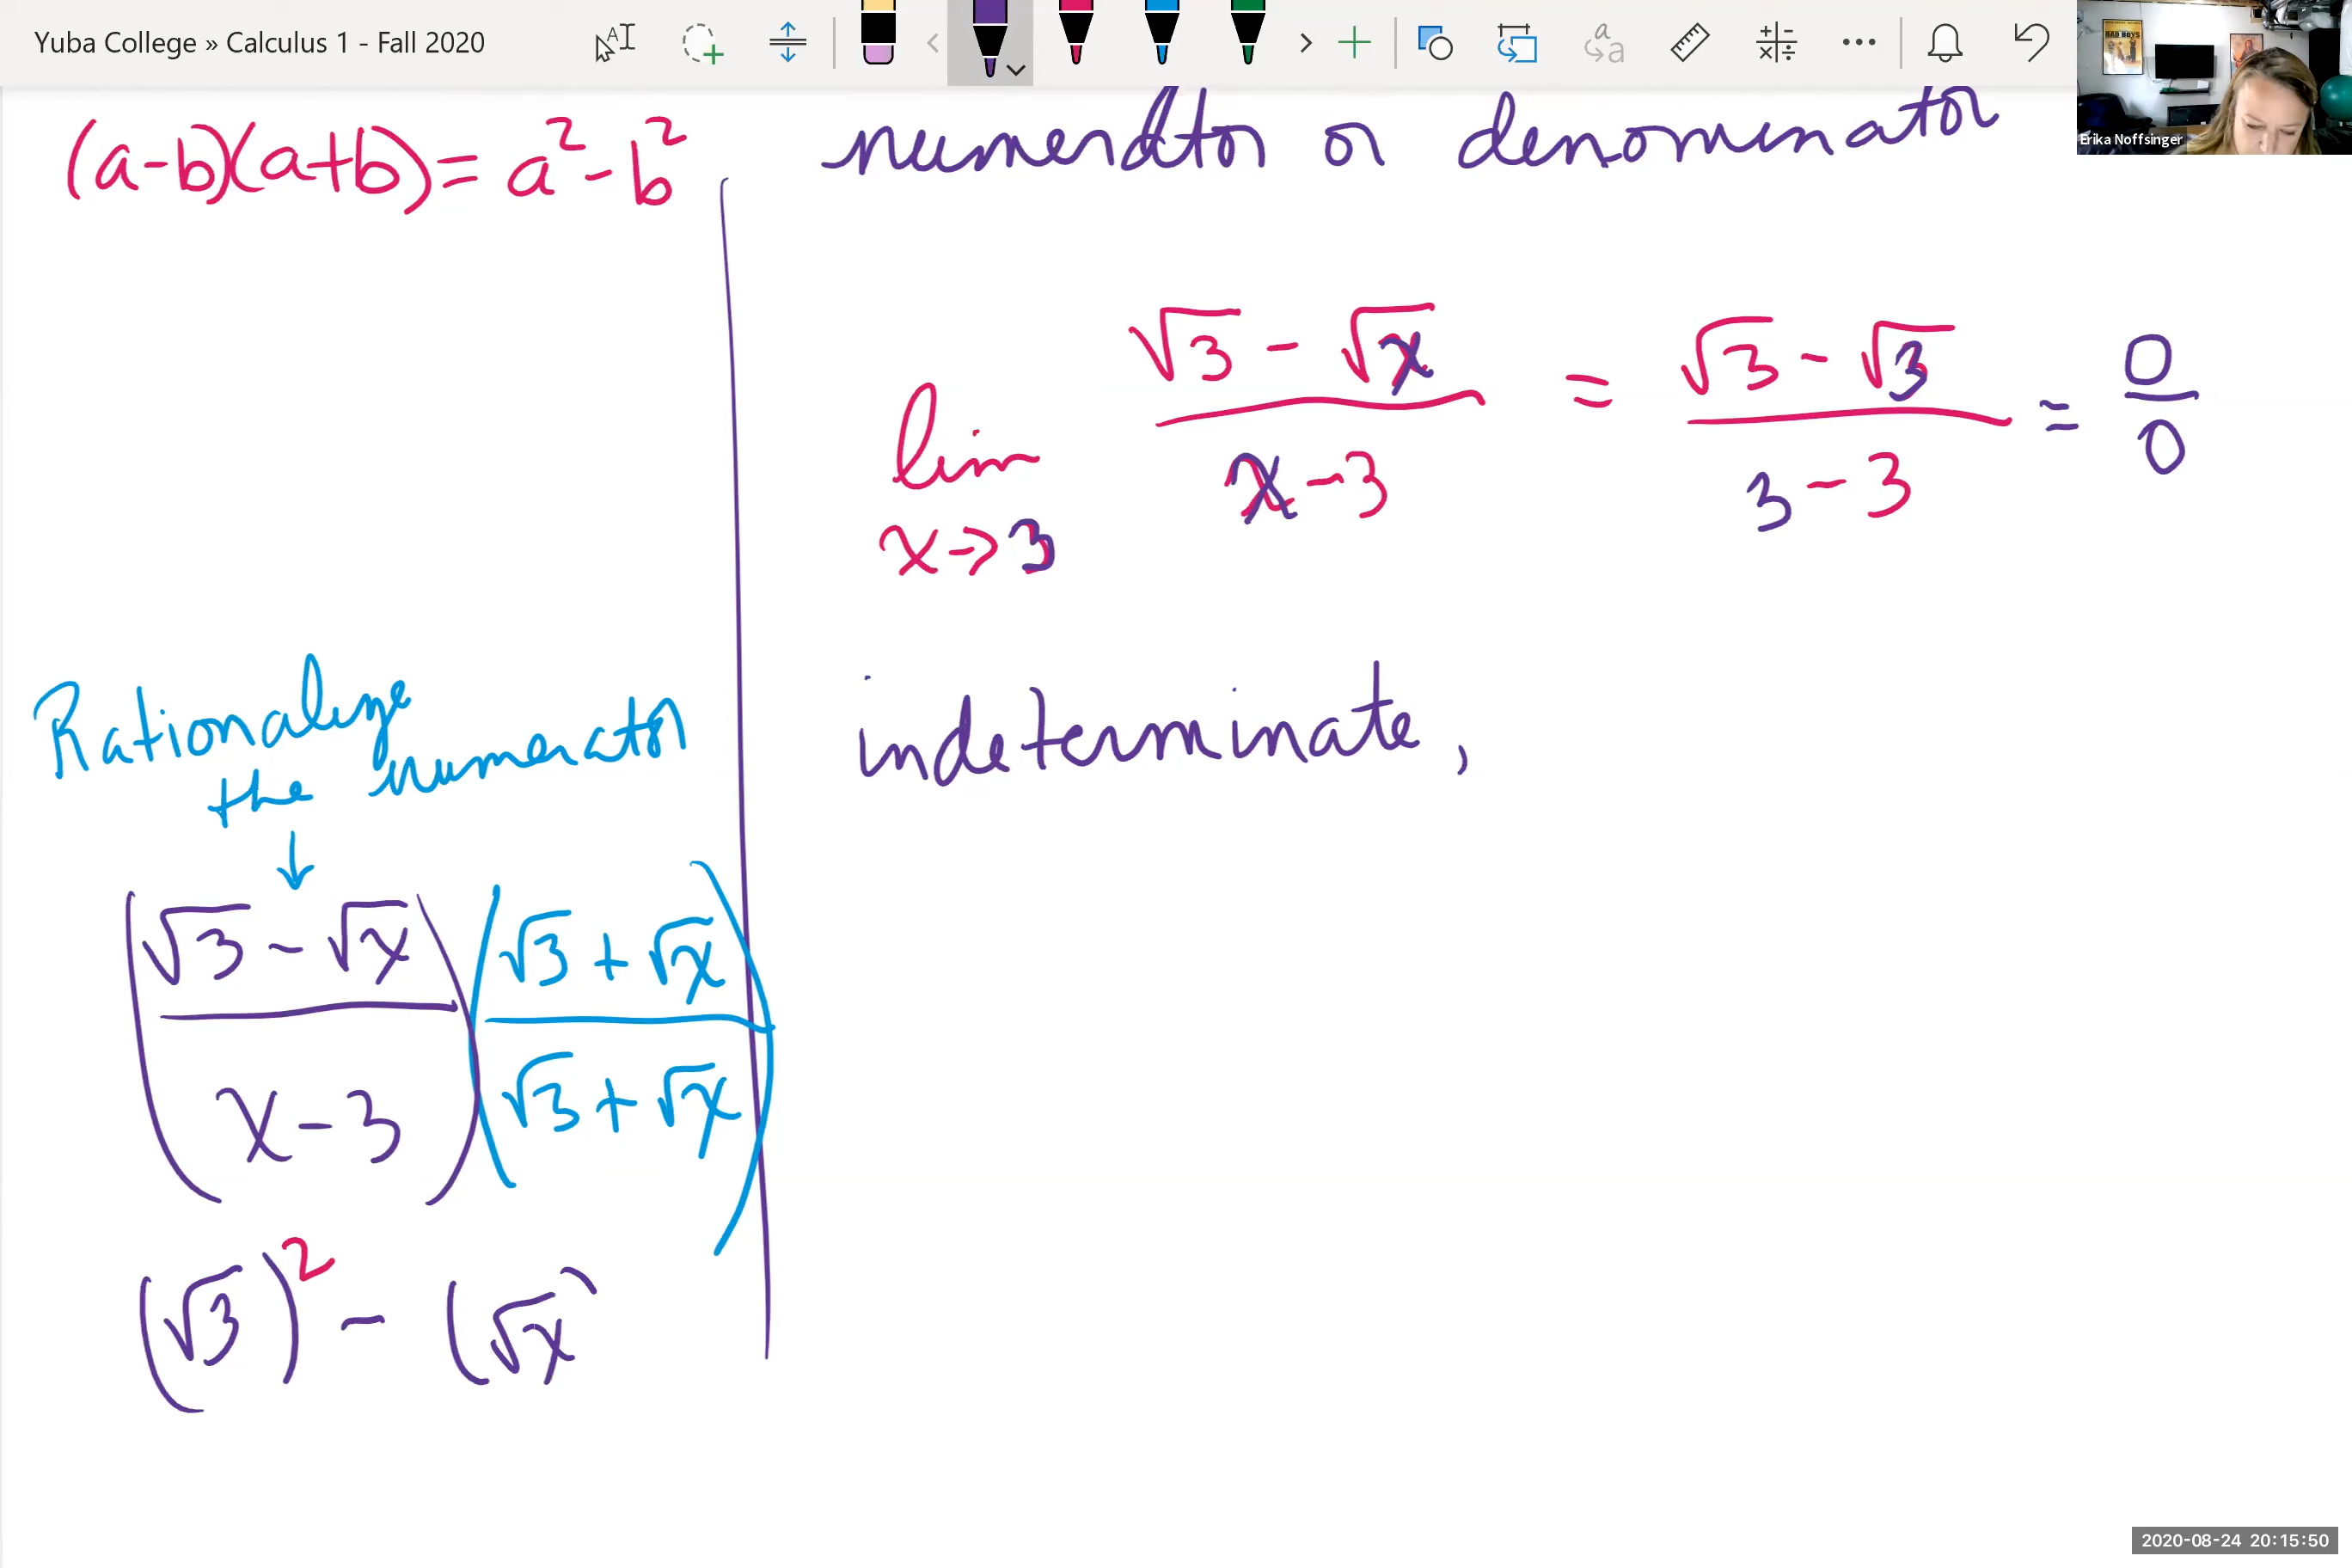 Yuba College » Calculus 1 - Fall 2020
Erika Noffsinger
(a-b)(a+b) = a² - b²
numerator or denominator
lim x→3 (√3 - √x)/(x - 3) = (√3 - √3)/(3 - 3) = 0/0
indeterminate,
Rationalize
the numerator
↓
((√3 - √x)/(x - 3)) ((√3 + √x)/(√3 + √x))
(√3)² - (√x)
2020-08-24 20:15:50